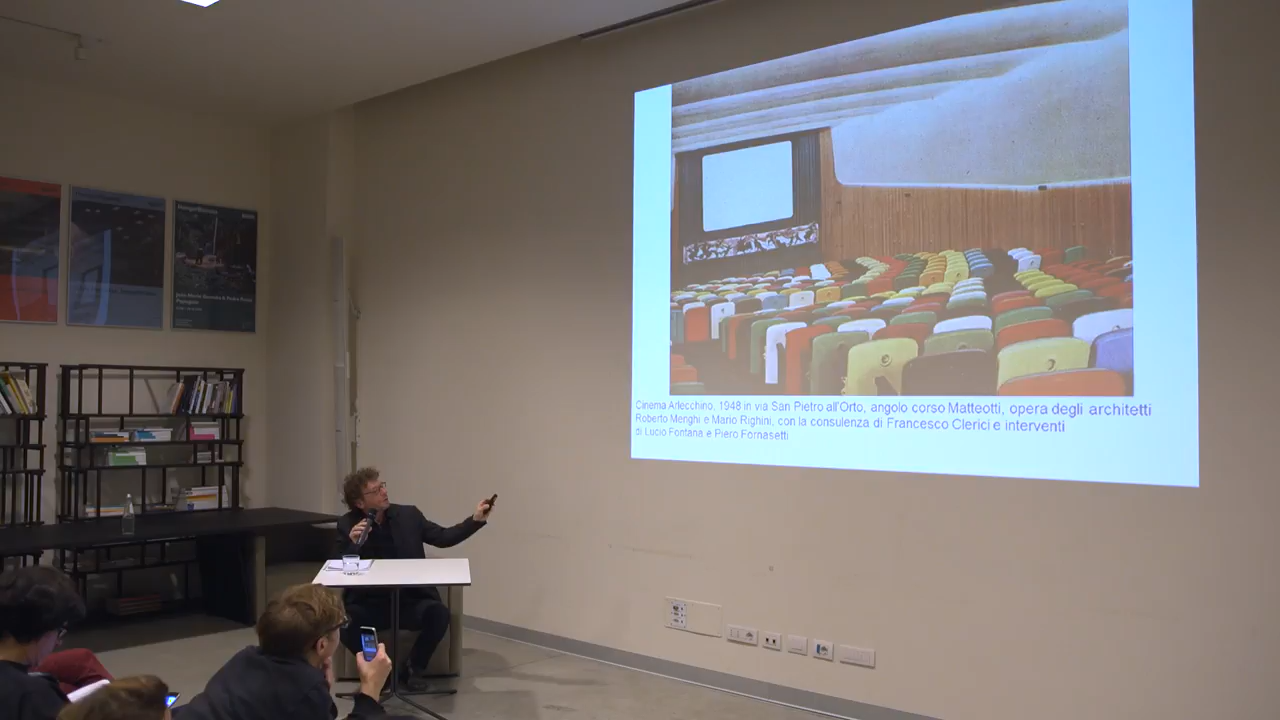 Cinema Arlecchino, 1948 in via San Pietro all'Orto, angolo corso Matteotti, opera degli architetti
Roberto Menghi e Mario Righini, con la consulenza di Francesco Clerici e interventi
di Lucio Fontana e Piero Fornasetti